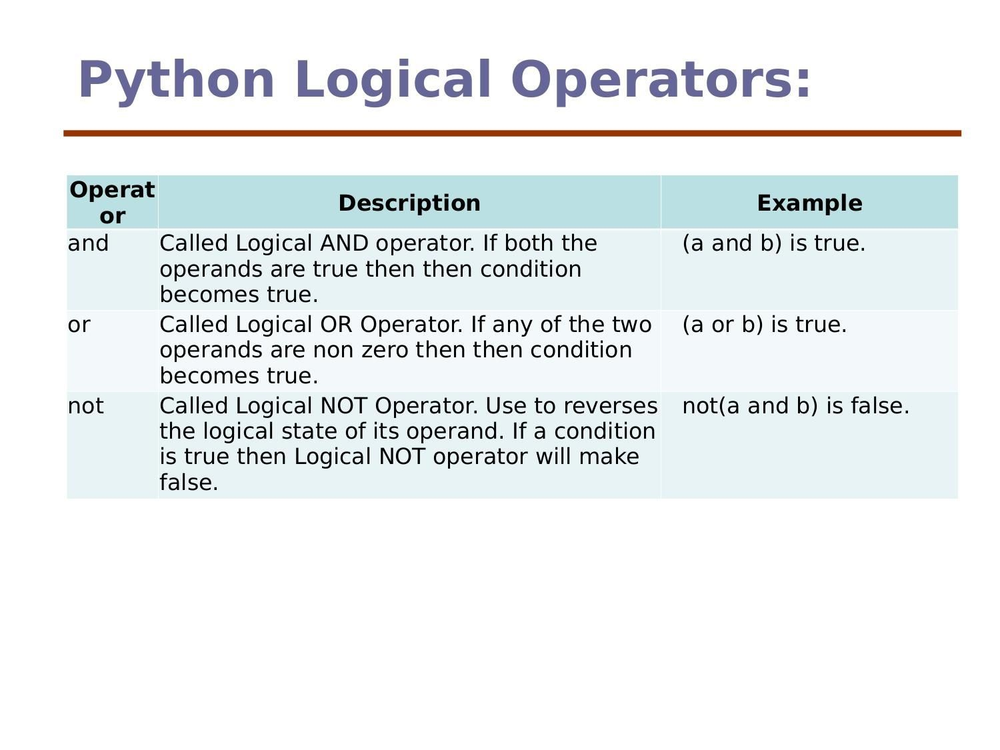 Python Logical Operators:
Operat
or
Description
Example
and
Called Logical AND operator. If both the
operands are true then then condition
becomes true.
(a and b) is true.
or
Called Logical OR Operator. If any of the two
operands are non zero then then condition
becomes true.
(a or b) is true.
not
Called Logical NOT Operator. Use to reverses
the logical state of its operand. If a condition
is true then Logical NOT operator will make
false.
not(a and b) is false.